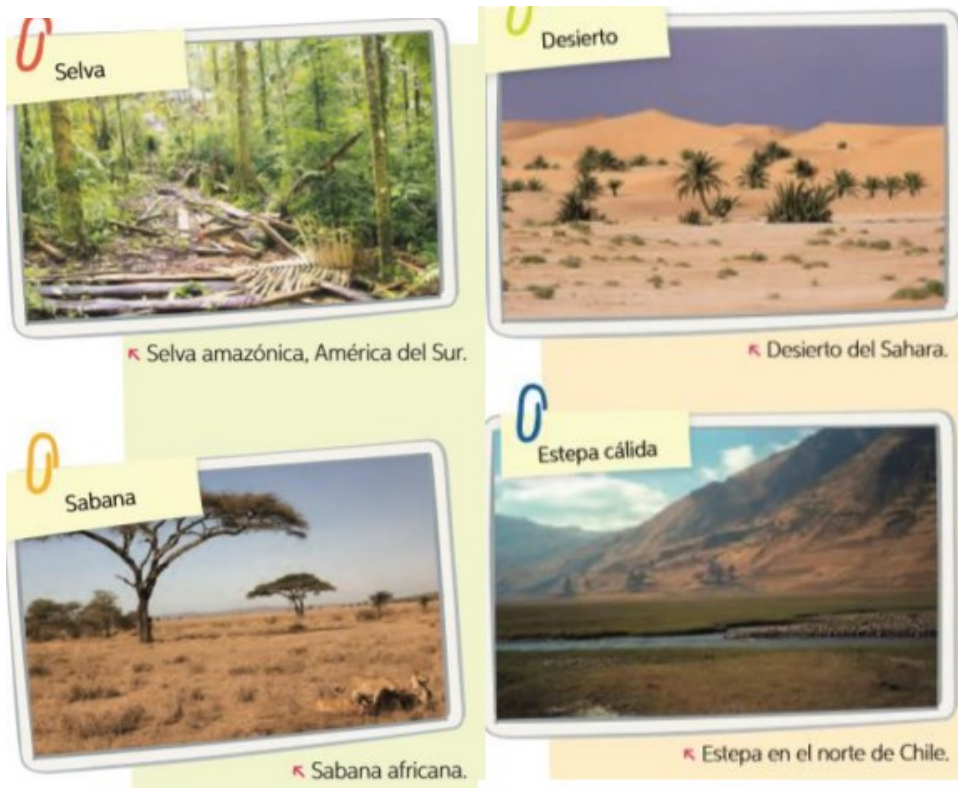 Selva
Selva amazónica, América del Sur.
Desierto
Desierto del Sahara.
Sabana
Sabana africana.
Estepa cálida
Estepa en el norte de Chile.